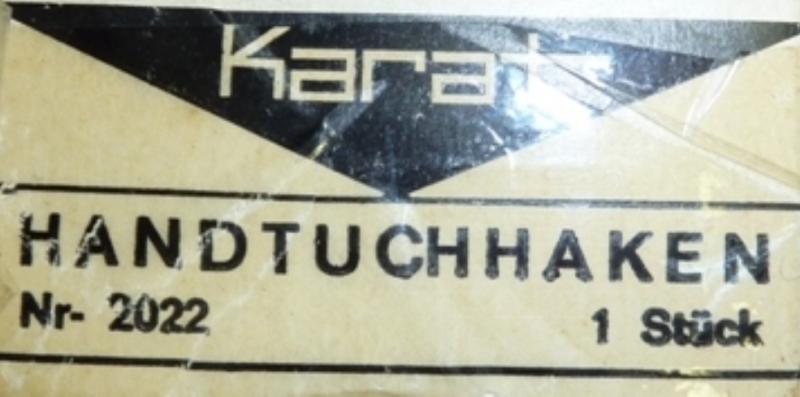 Karat
HANDTUCHHAKEN
Nr- 2022
1 Stück